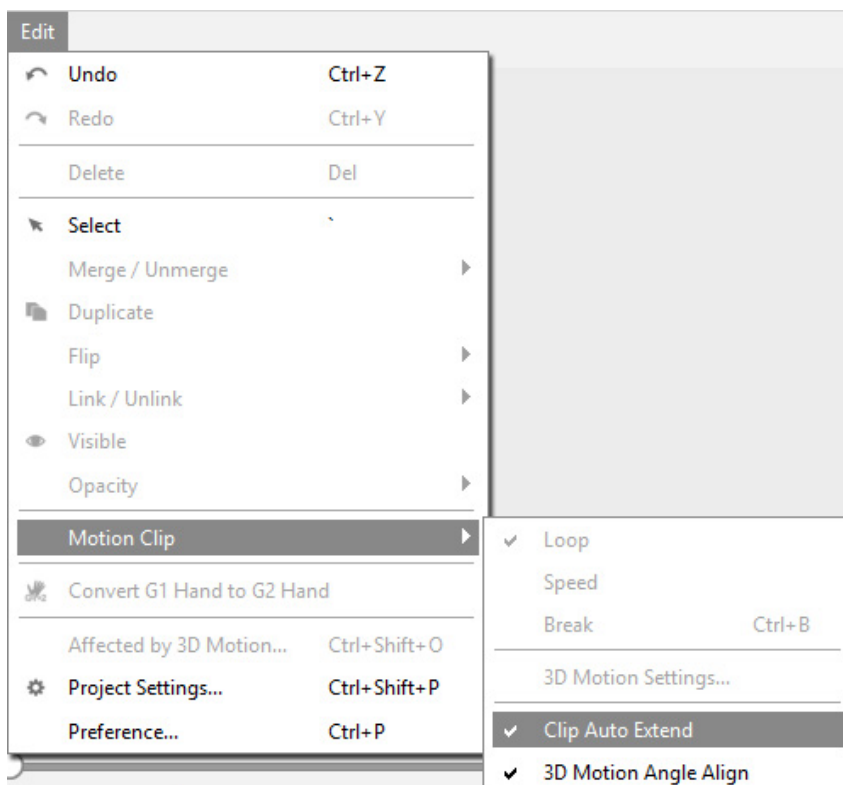 Edit
Undo Ctrl+Z
Redo Ctrl+Y
Delete Del
Select `
Merge / Unmerge
Duplicate
Flip
Link / Unlink
Visible
Opacity
Motion Clip
Convert G1 Hand to G2 Hand
Affected by 3D Motion... Ctrl+Shift+O
Project Settings... Ctrl+Shift+P
Preference... Ctrl+P
Loop
Speed
Break Ctrl+B
3D Motion Settings...
Clip Auto Extend
3D Motion Angle Align